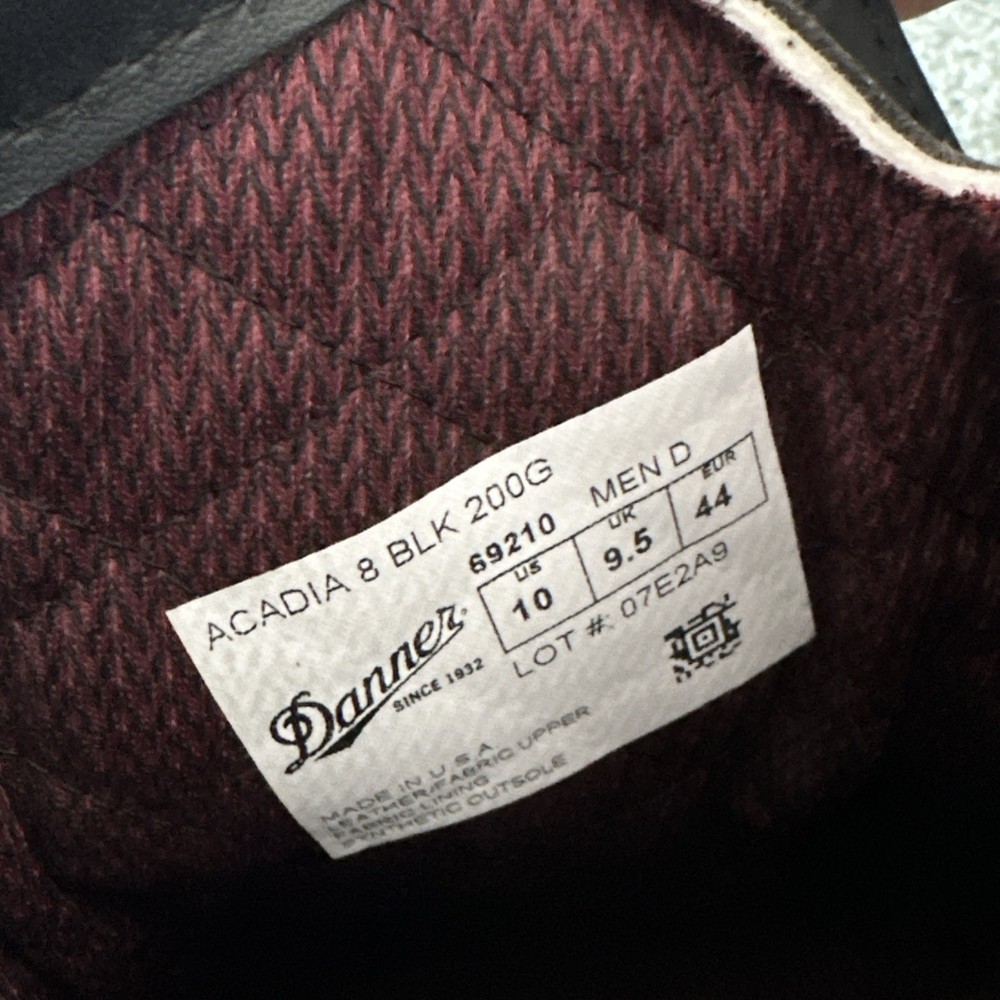 ACADIA 8 BLK 200G
69210 MEN D
US UK EUR
10 9.5 44
LOT #: 07E2A9
Danner
SINCE 1932
MADE IN U.S.A
LEATHER/FABRIC UPPER
FABRIC LINING
SYNTHETIC OUTSOLE